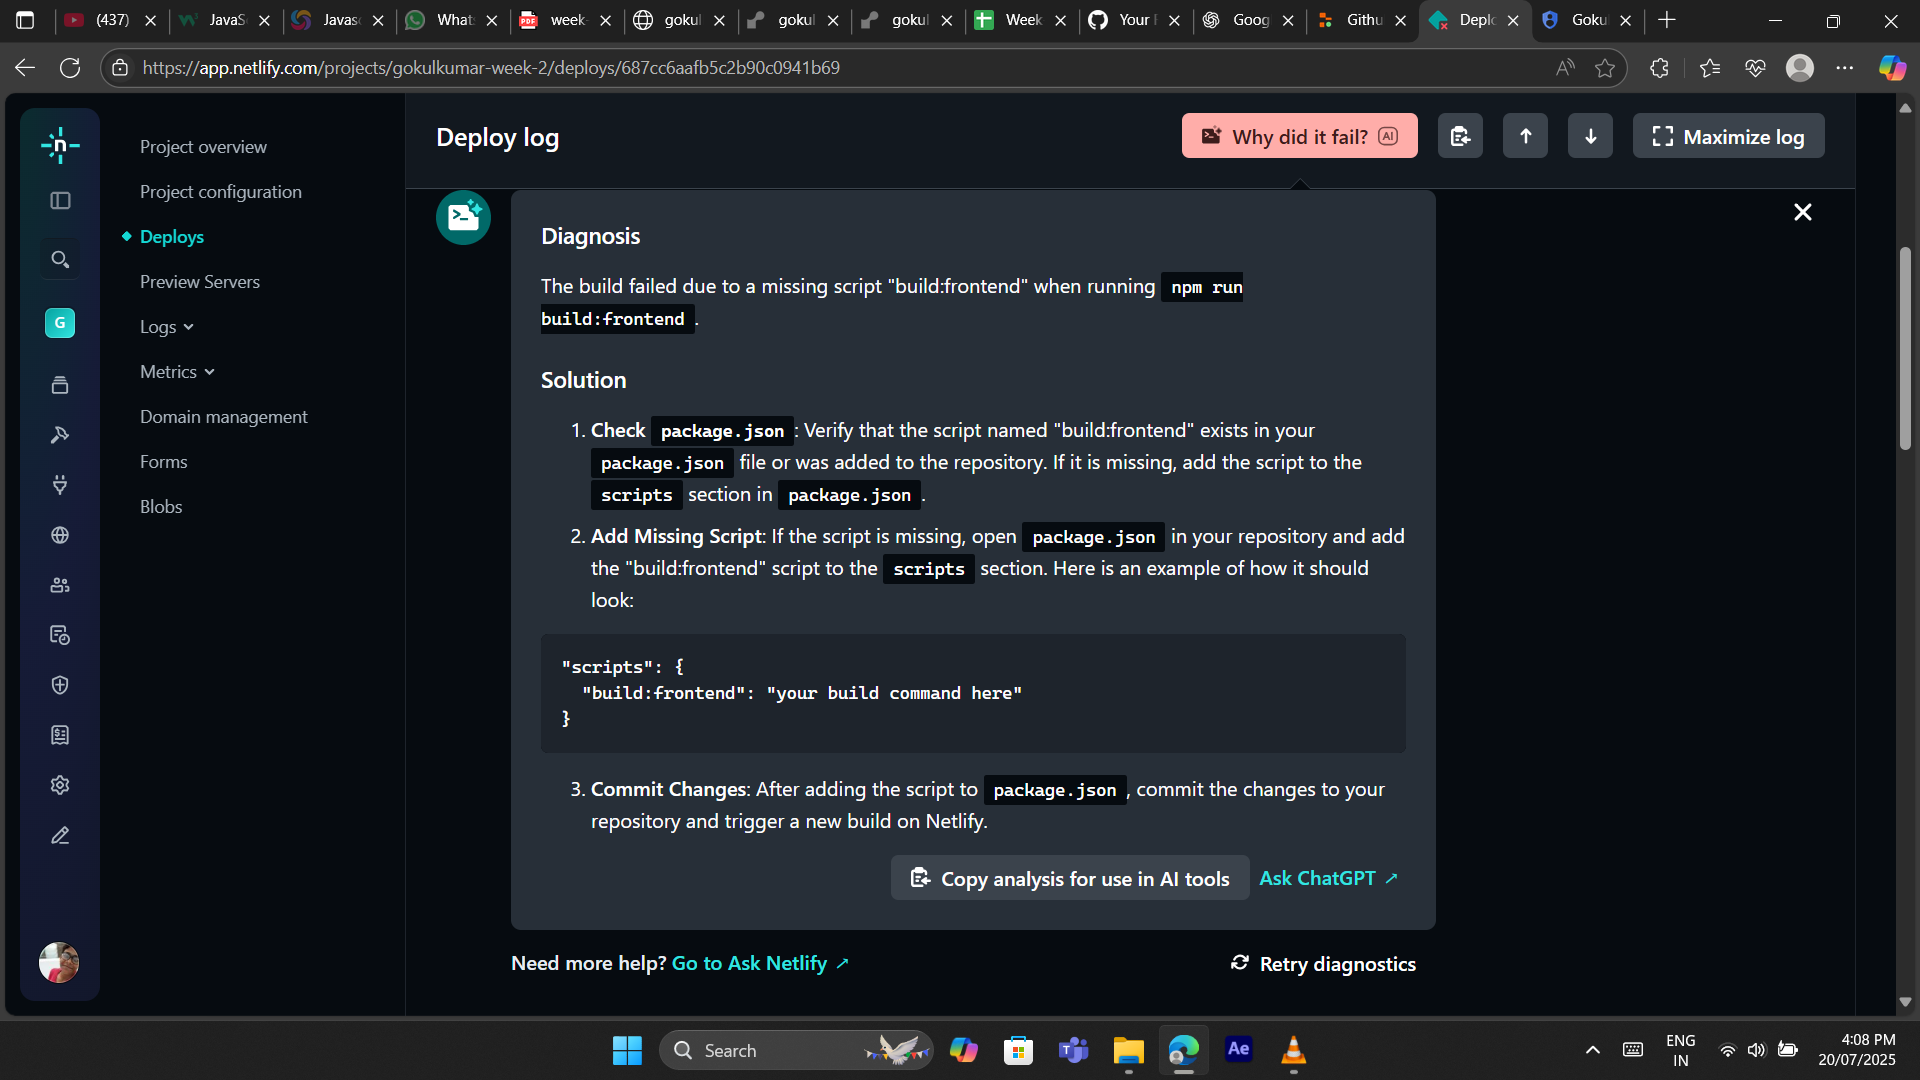 (437)
JavaS
Javas
What
week-
gokul
gokul
gokul
Week
Your
Goog
Githu
Deplo
Goku
https://app.netlify.com/projects/gokulkumar-week-2/deploys/687cc6aafb5c2b90c0941b69
G
Project overview
Project configuration
Deploys
Preview Servers
Logs
Metrics
Domain management
Forms
Blobs
Deploy log
Why did it fail? AI
Maximize log
Diagnosis
The build failed due to a missing script "build:frontend" when running npm run
build:frontend .
Solution
1. Check package.json : Verify that the script named "build:frontend" exists in your
package.json file or was added to the repository. If it is missing, add the script to the
scripts section in package.json .
2. Add Missing Script: If the script is missing, open package.json in your repository and add
the "build:frontend" script to the scripts section. Here is an example of how it should
look:
"scripts": {
"build:frontend": "your build command here"
}
3. Commit Changes: After adding the script to package.json , commit the changes to your
repository and trigger a new build on Netlify.
Copy analysis for use in AI tools
Ask ChatGPT
Need more help? Go to Ask Netlify
Retry diagnostics
Search
Ae
ENG
IN
4:08 PM
20/07/2025